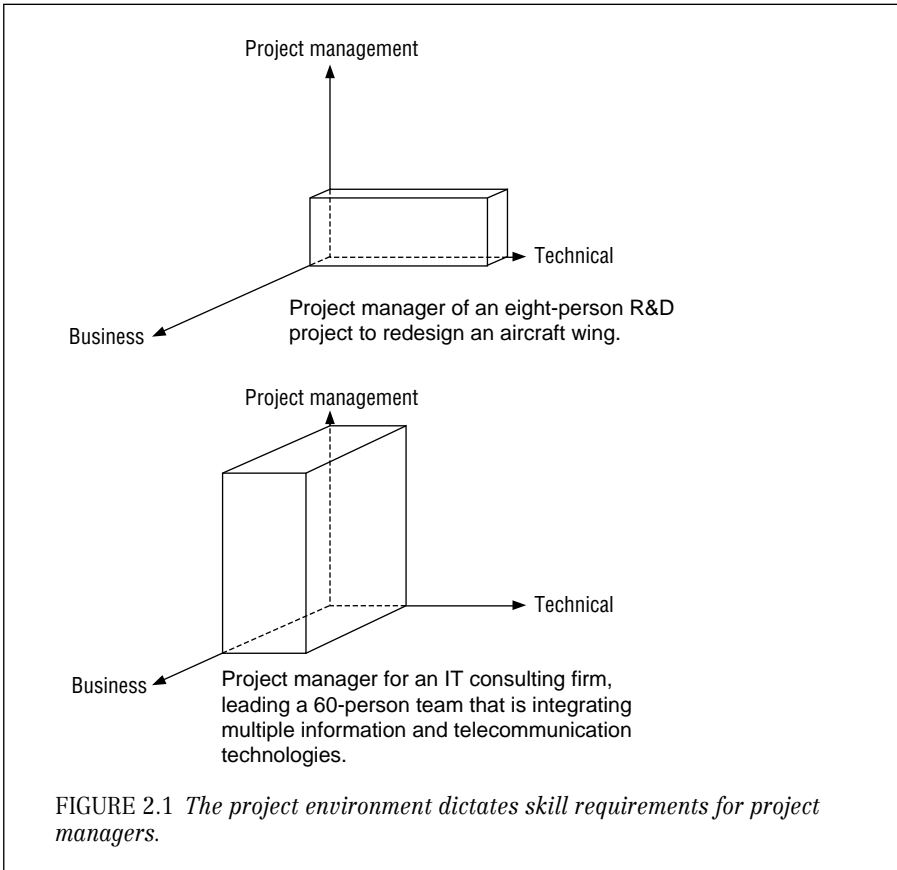 Project management
Technical
Business
Project manager of an eight-person R&D
project to redesign an aircraft wing.
Project management
Technical
Business
Project manager for an IT consulting firm,
leading a 60-person team that is integrating
multiple information and telecommunication
technologies.
FIGURE 2.1 The project environment dictates skill requirements for project
managers.